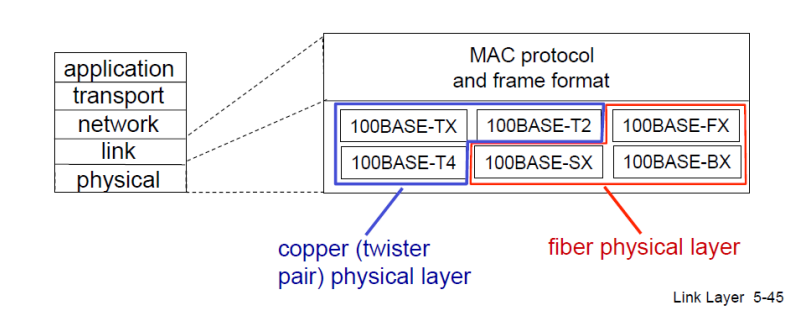 application
transport
network
link
physical
MAC protocol
and frame format
100BASE-TX 100BASE-T2 100BASE-FX
100BASE-T4 100BASE-SX 100BASE-BX
copper (twister
pair) physical layer
fiber physical layer
Link Layer 5-45